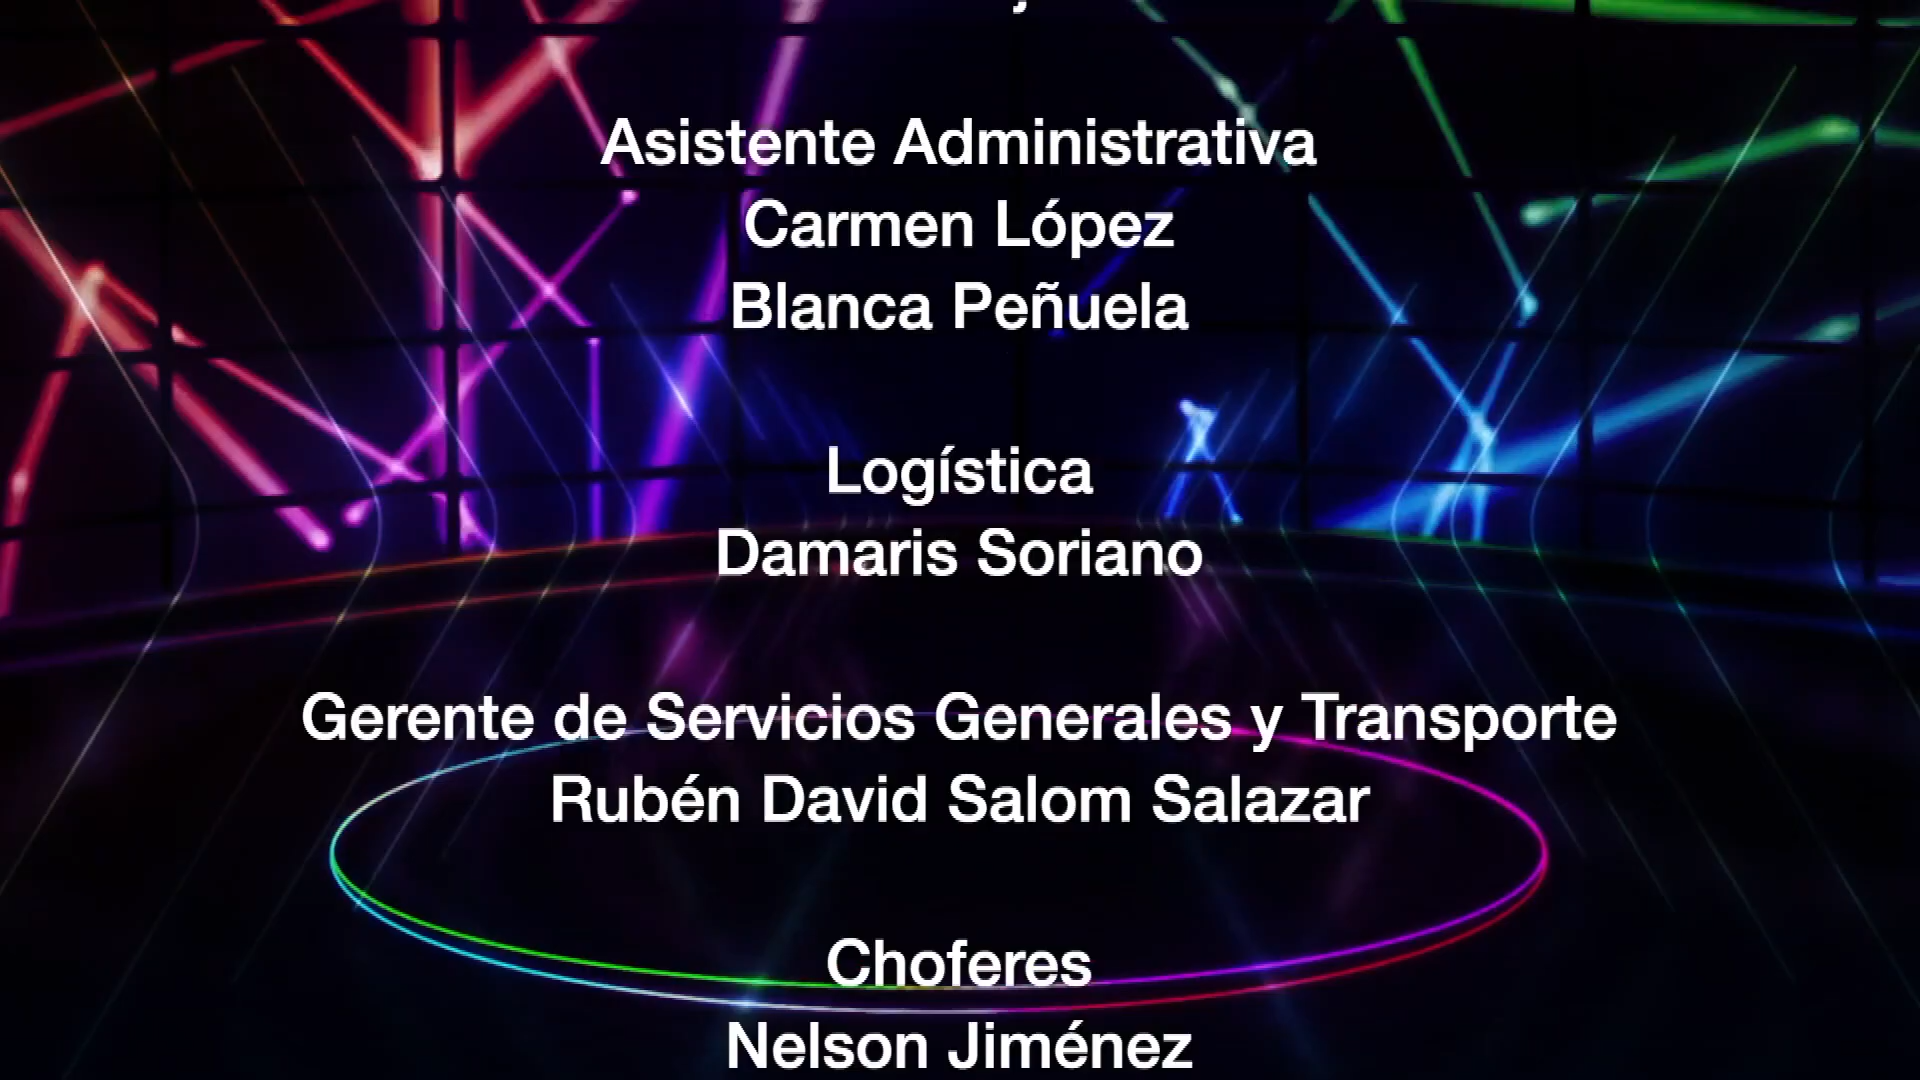 Asistente Administrativa
Carmen López
Blanca Peñuela
Logística
Damaris Soriano
Gerente de Servicios Generales y Transporte
Rubén David Salom Salazar
Choferes
Nelson Jiménez